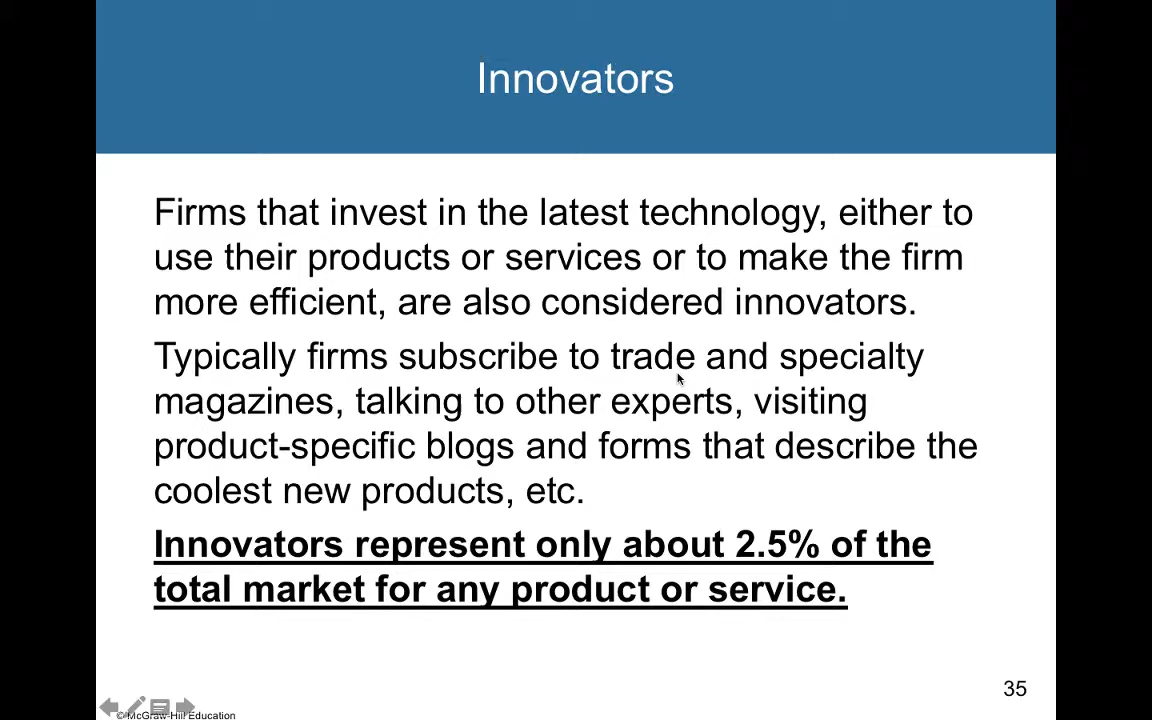 Innovators
Firms that invest in the latest technology, either to
use their products or services or to make the firm
more efficient, are also considered innovators.
Typically firms subscribe to trade and specialty
magazines, talking to other experts, visiting
product-specific blogs and forms that describe the
coolest new products, etc.
Innovators represent only about 2.5% of the
total market for any product or service.
35
© McGraw-Hill Education